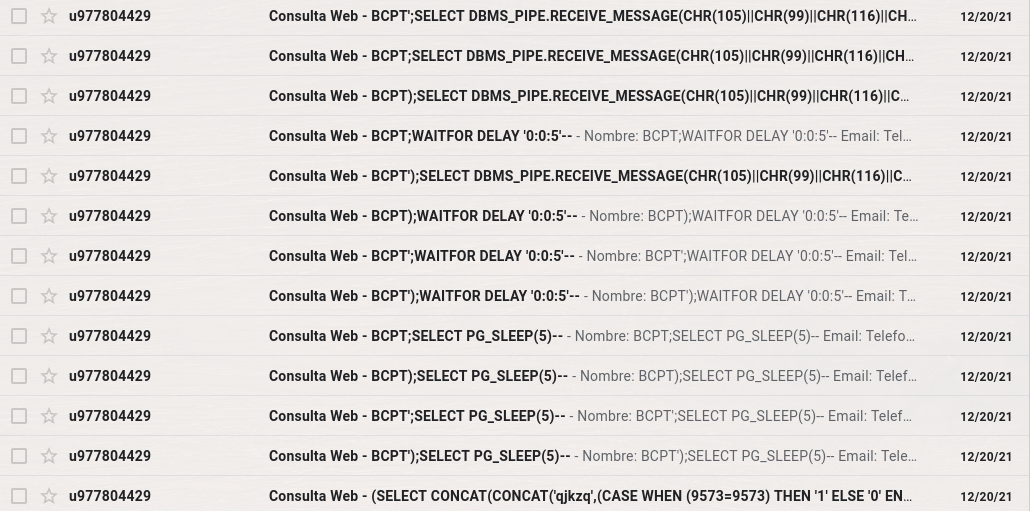 u977804429 Consulta Web - BCPT';SELECT DBMS_PIPE.RECEIVE_MESSAGE(CHR(105)||CHR(99)||CHR(116)||CH... 12/20/21
u977804429 Consulta Web - BCPT;SELECT DBMS_PIPE.RECEIVE_MESSAGE(CHR(105)||CHR(99)||CHR(116)||CH... 12/20/21
u977804429 Consulta Web - BCPT);SELECT DBMS_PIPE.RECEIVE_MESSAGE(CHR(105)||CHR(99)||CHR(116)||C... 12/20/21
u977804429 Consulta Web - BCPT;WAITFOR DELAY '0:0:5'-- - Nombre: BCPT;WAITFOR DELAY '0:0:5'-- Email: Tel... 12/20/21
u977804429 Consulta Web - BCPT');SELECT DBMS_PIPE.RECEIVE_MESSAGE(CHR(105)||CHR(99)||CHR(116)||C... 12/20/21
u977804429 Consulta Web - BCPT);WAITFOR DELAY '0:0:5'-- - Nombre: BCPT);WAITFOR DELAY '0:0:5'-- Email: Te... 12/20/21
u977804429 Consulta Web - BCPT';WAITFOR DELAY '0:0:5'-- - Nombre: BCPT';WAITFOR DELAY '0:0:5'-- Email: Tel... 12/20/21
u977804429 Consulta Web - BCPT');WAITFOR DELAY '0:0:5'-- - Nombre: BCPT');WAITFOR DELAY '0:0:5'-- Email: T... 12/20/21
u977804429 Consulta Web - BCPT;SELECT PG_SLEEP(5)-- - Nombre: BCPT;SELECT PG_SLEEP(5)-- Email: Telefo... 12/20/21
u977804429 Consulta Web - BCPT);SELECT PG_SLEEP(5)-- - Nombre: BCPT);SELECT PG_SLEEP(5)-- Email: Telef... 12/20/21
u977804429 Consulta Web - BCPT';SELECT PG_SLEEP(5)-- - Nombre: BCPT';SELECT PG_SLEEP(5)-- Email: Telef... 12/20/21
u977804429 Consulta Web - BCPT');SELECT PG_SLEEP(5)-- - Nombre: BCPT');SELECT PG_SLEEP(5)-- Email: Tele... 12/20/21
u977804429 Consulta Web - (SELECT CONCAT(CONCAT('qjkzq',(CASE WHEN (9573=9573) THEN '1' ELSE '0' EN... 12/20/21